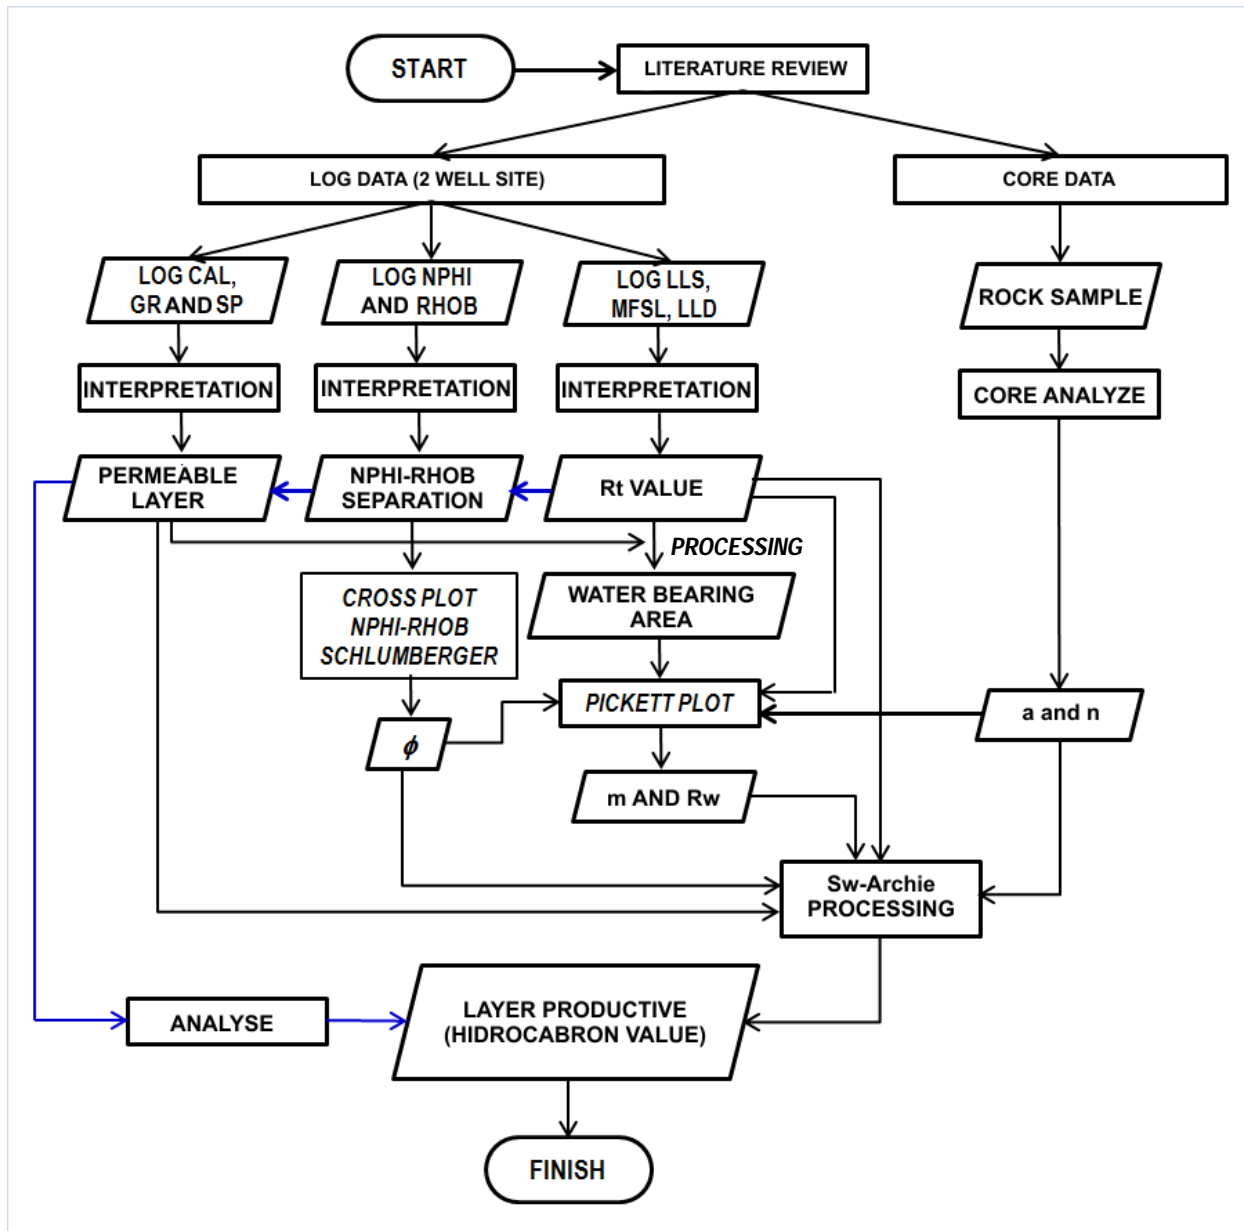 START
LITERATURE REVIEW
LOG DATA (2 WELL SITE)
CORE DATA
LOG CAL,
GR AND SP
LOG NPHI
AND RHOB
LOG LLS,
MFSL, LLD
ROCK SAMPLE
INTERPRETATION
INTERPRETATION
INTERPRETATION
CORE ANALYZE
PERMEABLE
LAYER
NPHI-RHOB
SEPARATION
Rt VALUE
PROCESSING
CROSS PLOT
NPHI-RHOB
SCHLUMBERGER
WATER BEARING
AREA
PICKETT PLOT
a and n
ϕ
m AND Rw
Sw-Archie
PROCESSING
ANALYSE
LAYER PRODUCTIVE
(HIDROCABRON VALUE)
FINISH